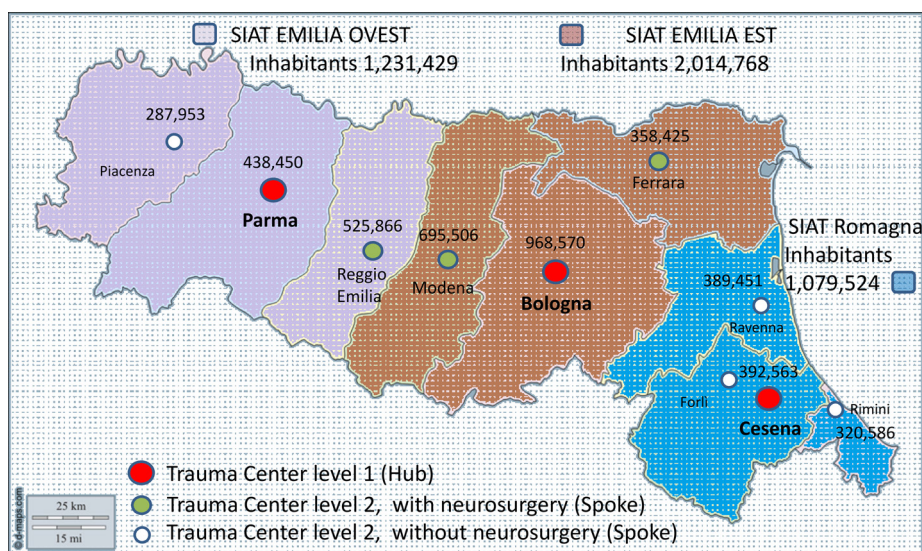 SIAT EMILIA OVEST
Inhabitants 1,231,429
SIAT EMILIA EST
Inhabitants 2,014,768
287,953
Piacenza
438,450
Parma
525,866
Reggio
Emilia
695,506
Modena
968,570
Bologna
358,425
Ferrara
SIAT Romagna
Inhabitants
1,079,524
389,451
Ravenna
392,563
Forlì
Cesena
Rimini
320,586
Trauma Center level 1 (Hub)
Trauma Center level 2, with neurosurgery (Spoke)
Trauma Center level 2, without neurosurgery (Spoke)
25 km
15 mi
© d-maps.com